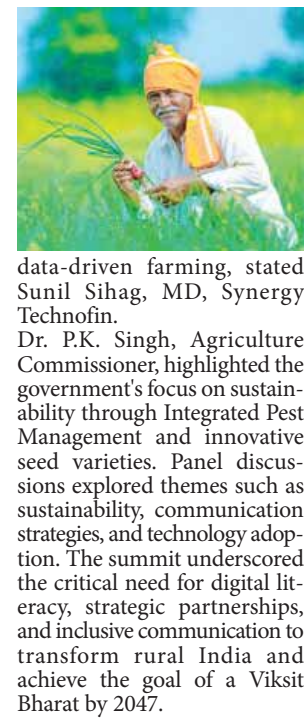 data-driven farming, stated
Sunil Sihag, MD, Synergy
Technofin.
Dr. P.K. Singh, Agriculture
Commissioner, highlighted the
government's focus on sustain-
ability through Integrated Pest
Management and innovative
seed varieties. Panel discus-
sions explored themes such as
sustainability, communication
strategies, and technology adop-
tion. The summit underscored
the critical need for digital lit-
eracy, strategic partnerships,
and inclusive communication to
transform rural India and
achieve the goal of a Viksit
Bharat by 2047.